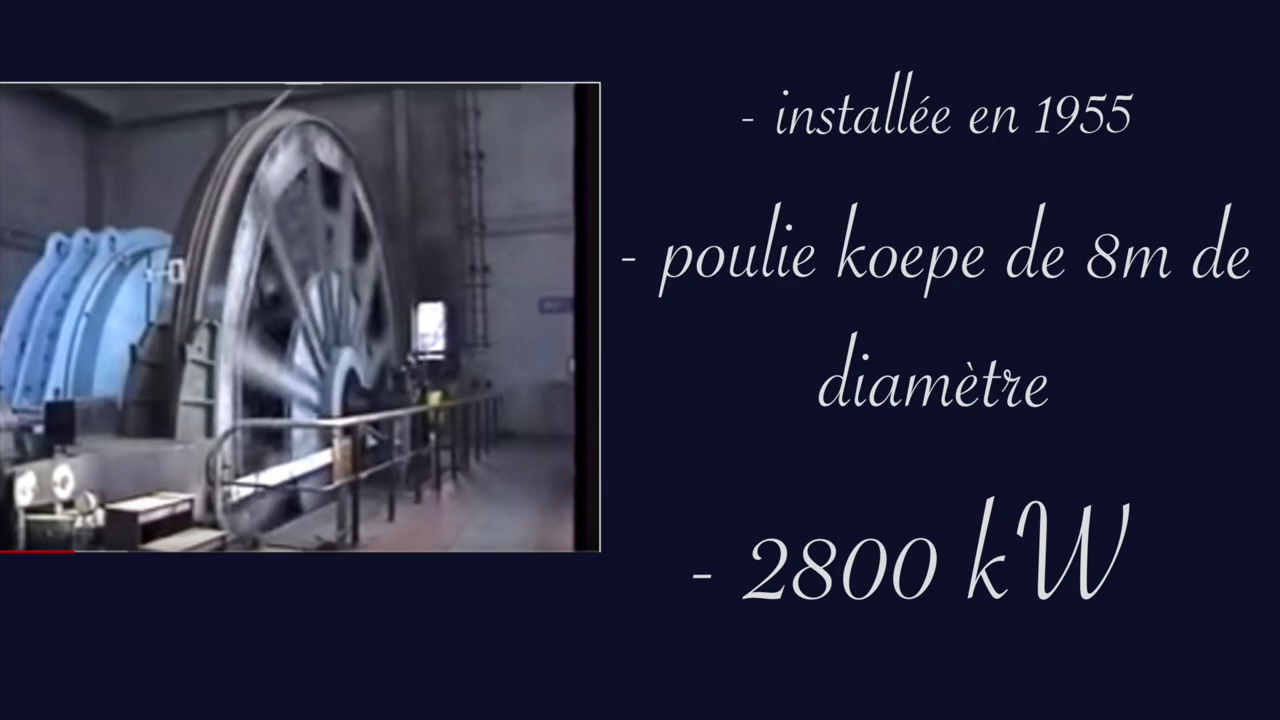 - installée en 1955
- poulie koepe de 8m de
diamètre
- 2800 kW